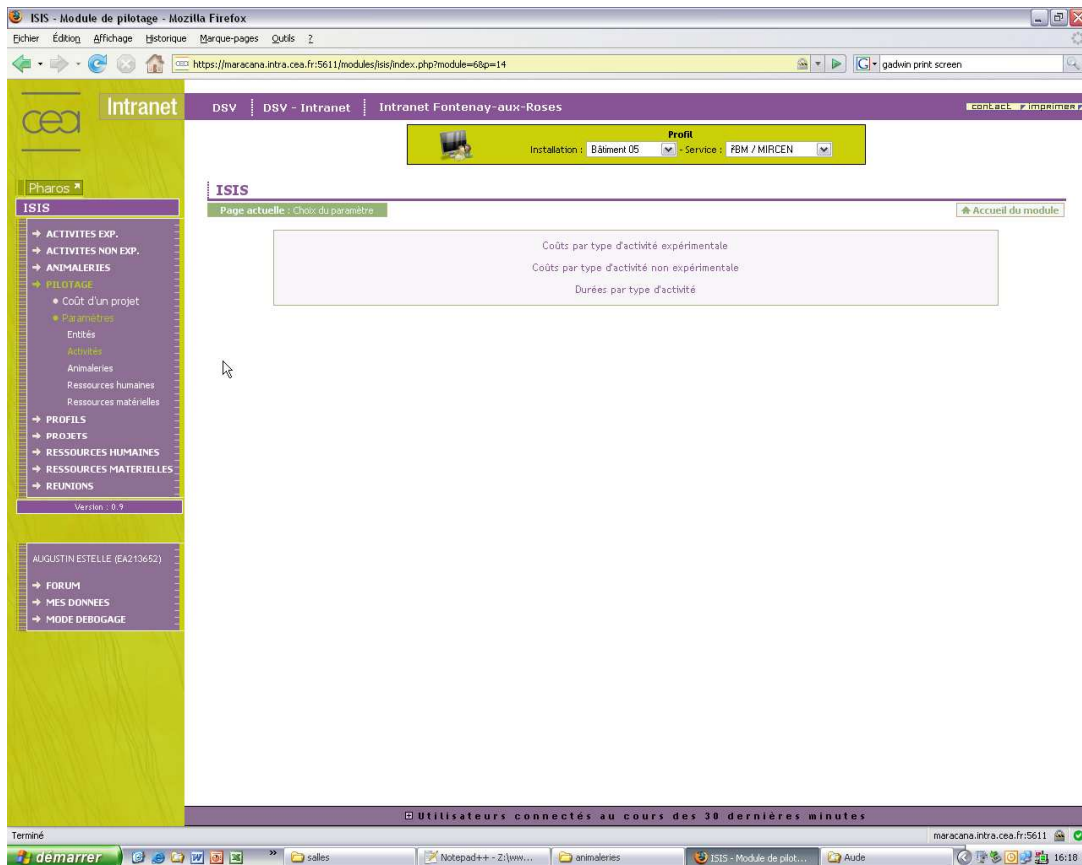 ISIS - Module de pilotage - Mozilla Firefox
Fichier Édition Affichage Historique Marque-pages Outils ?
https://maracana.intra.cea.fr:5611/modules/isis/index.php?module=68&p=14
gadwin print screen
cea Intranet
DSV DSV - Intranet Intranet Fontenay-aux-Roses
contact imprimer
Profil
Installation : Bâtiment 05 - Service : BM / MIRCEN
Pharos
ISIS
ISIS
Page actuelle : Choix du paramètre
Accueil du module
ACTIVITES EXP.
ACTIVITES NON EXP.
ANIMALERIES
PILOTAGE
Coût d'un projet
Paramètres
Entités
Activités
Animaleries
Ressources humaines
Ressources matérielles
PROFILS
PROJETS
RESSOURCES HUMAINES
RESSOURCES MATERIELLES
REUNIONS
Version : 0.9
Coûts par type d'activité expérimentale
Coûts par type d'activité non expérimentale
Durées par type d'activité
AUGUSTIN ESTELLE (EA213652)
FORUM
MES DONNEES
MODE DEBOGAGE
Utilisateurs connectés au cours des 30 dernières minutes
Terminé
maracana.intra.cea.fr:5611
démarrer
salles
Notepad++ - Z:\ww...
animaleries
ISIS - Module de pilot...
Aude
16:18